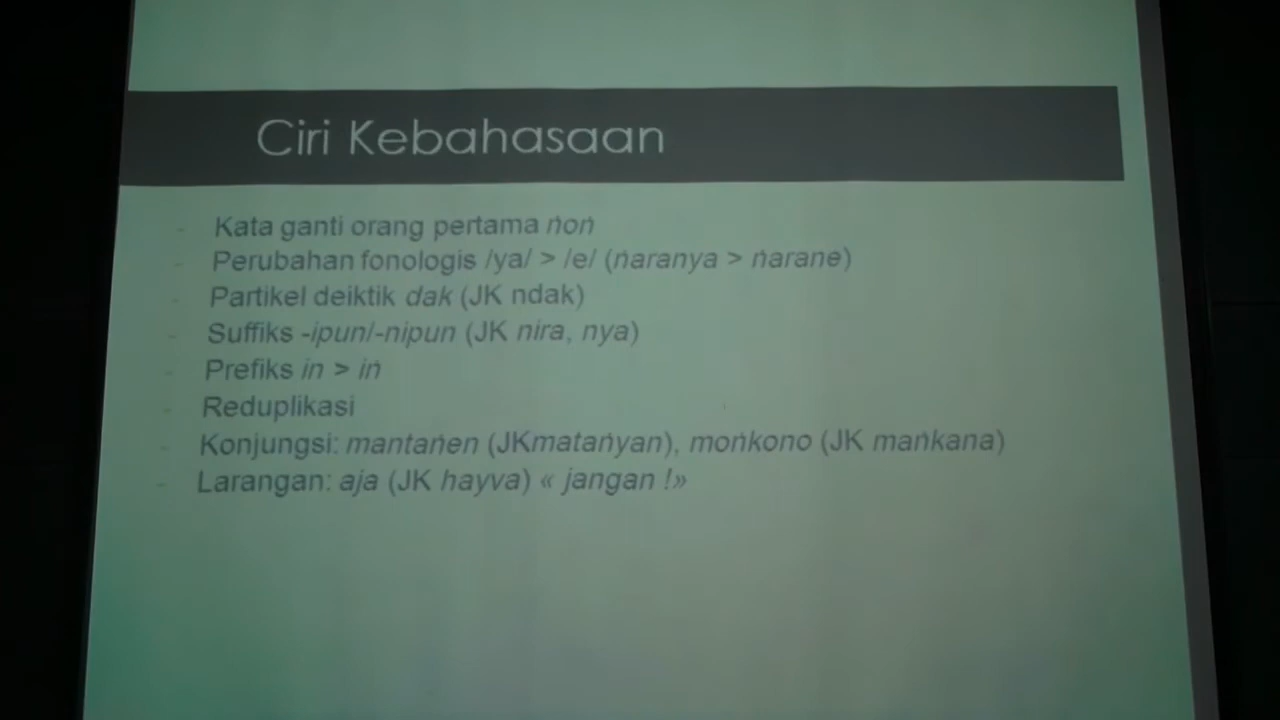 Ciri Kebahasaan
- Kata ganti orang pertama ṅoṅ
- Perubahan fonologis /ya/ > /e/ (ṅaranya > ṅarane)
- Partikel deiktik dak (JK ndak)
- Suffiks -ipun/-nipun (JK nira, nya)
- Prefiks in > iṅ
- Reduplikasi
- Konjungsi: mantaṅen (JKmataṅyan), moṅkono (JK maṅkana)
- Larangan: aja (JK hayva) « jangan !»